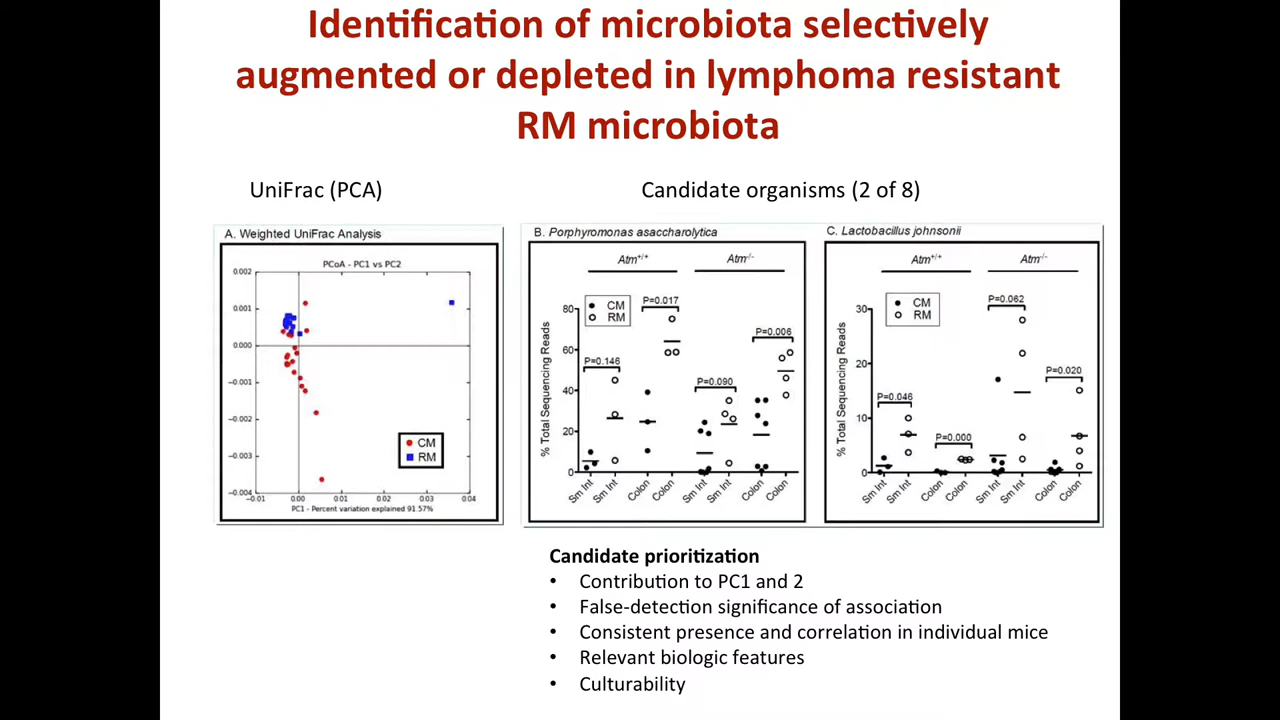 Identification of microbiota selectively
augmented or depleted in lymphoma resistant
RM microbiota
UniFrac (PCA)
Candidate organisms (2 of 8)
A. Weighted UniFrac Analysis
PCoA - PC1 vs PC2
0.002
0.001
0.000
−0.001
−0.002
−0.003
−0.004
−0.01
0.00
0.01
0.02
0.03
0.04
CM
RM
PC1 - Percent variation explained 91.57%
B. Porphyromonas asaccharolytica
Atm+/+
Atm-/-
CM
RM
P=0.146
P=0.017
P=0.090
P=0.006
% Total Sequencing Reads
80
60
40
20
0
Sm Int
Sm Int
Colon
Colon
Sm Int
Sm Int
Colon
Colon
C. Lactobacillus johnsonii
Atm+/+
Atm-/-
CM
RM
P=0.046
P=0.000
P=0.062
P=0.020
% Total Sequencing Reads
30
20
10
0
Sm Int
Sm Int
Colon
Colon
Sm Int
Sm Int
Colon
Colon
Candidate prioritization
• Contribution to PC1 and 2
• False-detection significance of association
• Consistent presence and correlation in individual mice
• Relevant biologic features
• Culturability